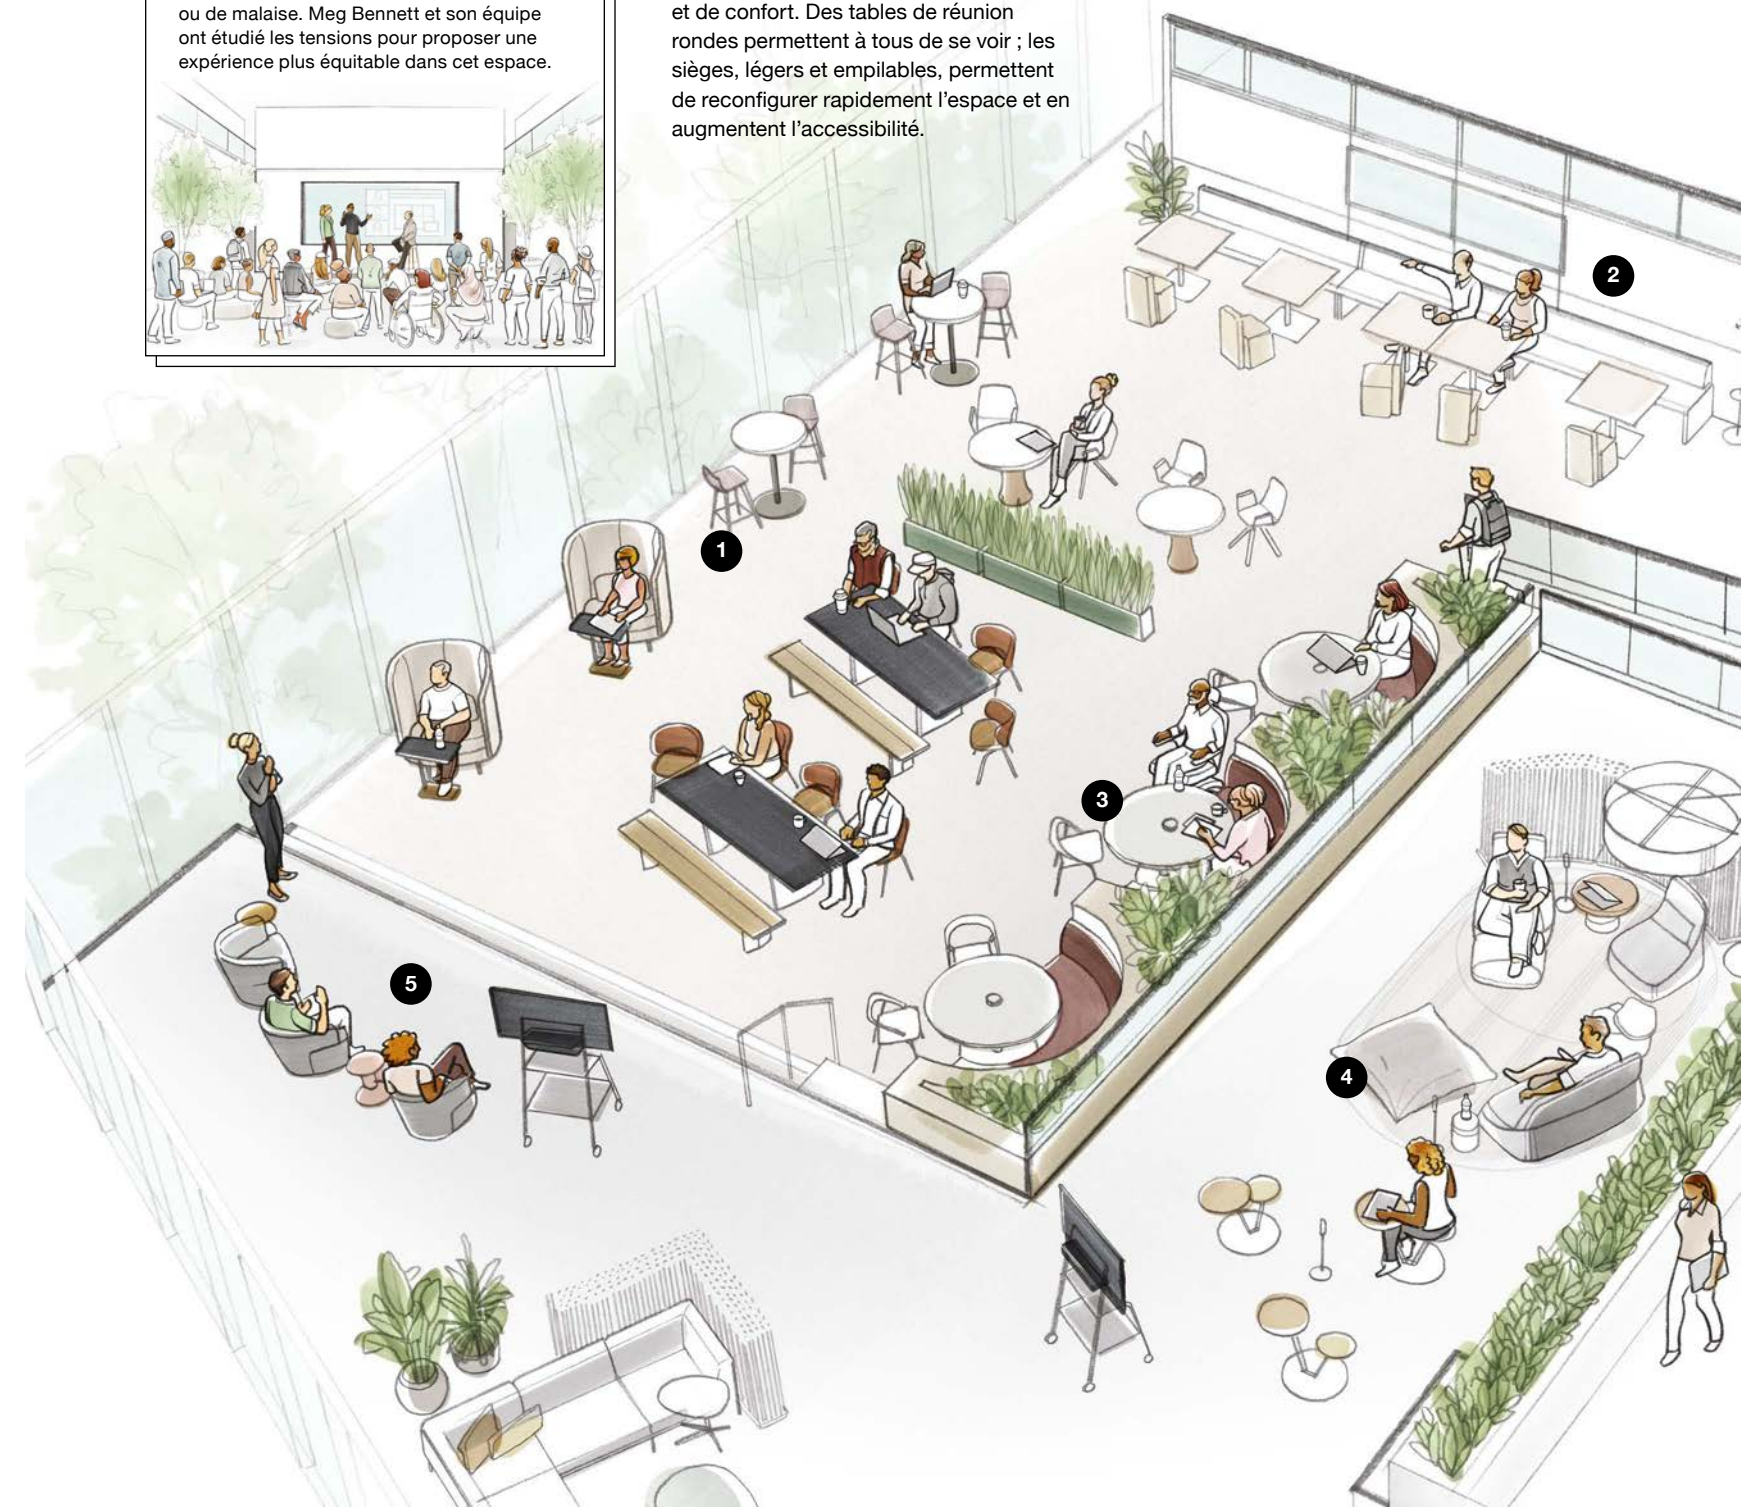 ou de malaise. Meg Bennett et son équipe
ont étudié les tensions pour proposer une
expérience plus équitable dans cet espace.
et de confort. Des tables de réunion
rondes permettent à tous de se voir ; les
sièges, légers et empilables, permettent
de reconfigurer rapidement l’espace et en
augmentent l’accessibilité.
2
1
3
5
4